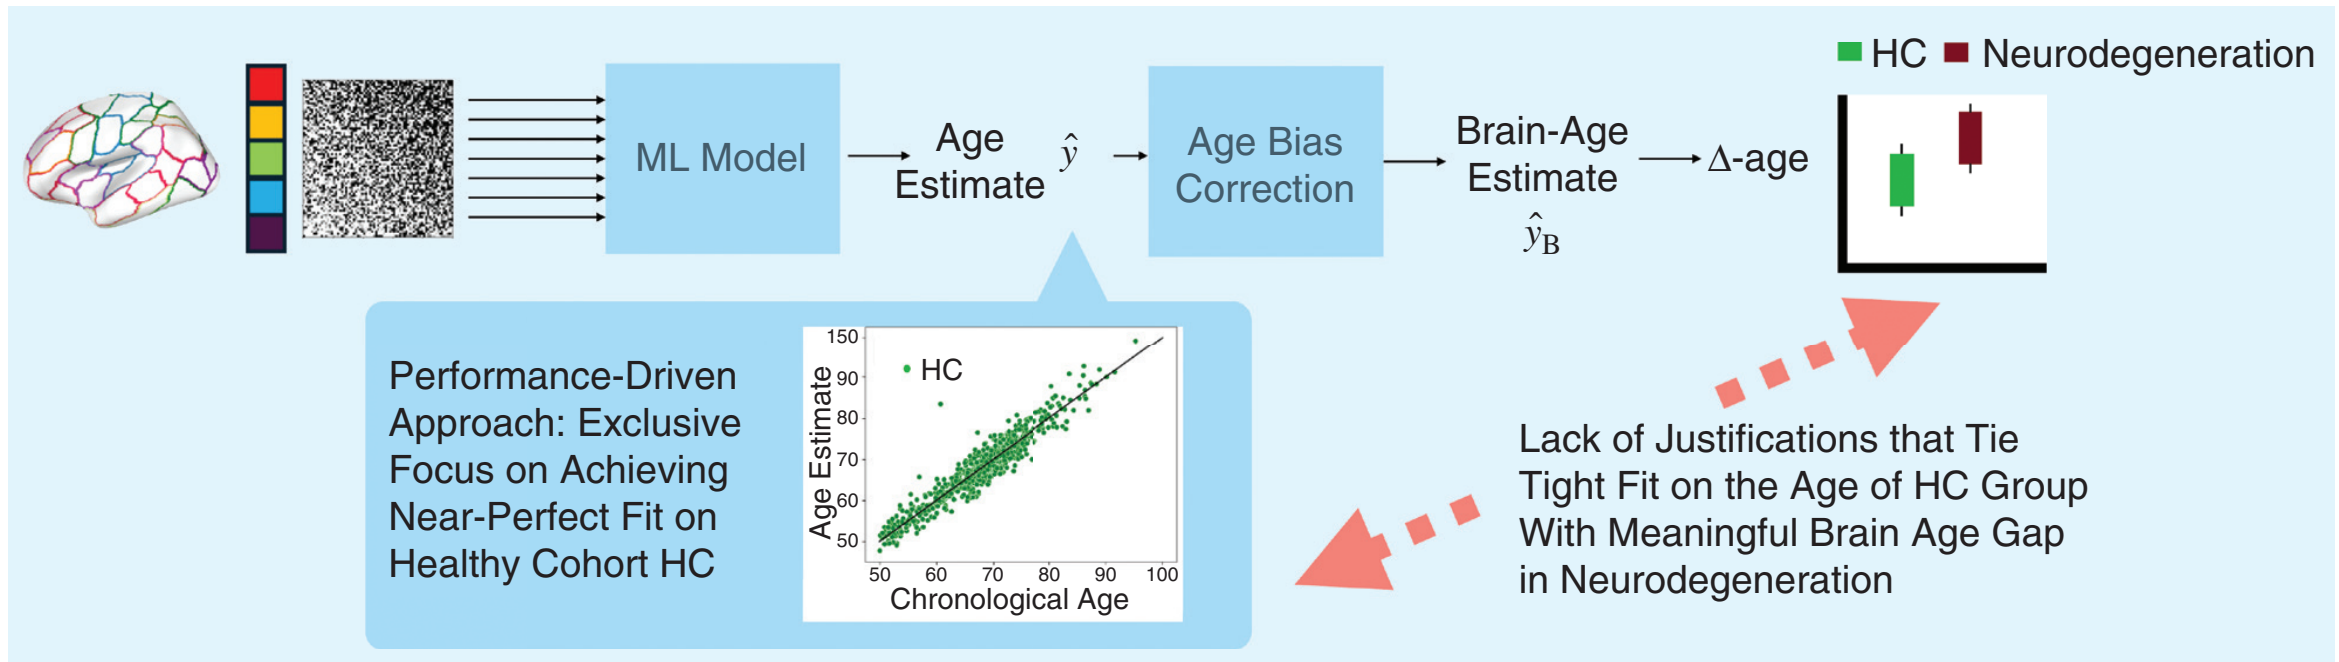 HC Neurodegeneration
ML Model
Age
Estimate
ŷ
Age Bias
Correction
Brain-Age
Estimate
ŷB
Δ-age
Performance-Driven
Approach: Exclusive
Focus on Achieving
Near-Perfect Fit on
Healthy Cohort HC
HC
Age Estimate
150
90
80
70
60
50
50 60 70 80 90 100
Chronological Age
Lack of Justifications that Tie
Tight Fit on the Age of HC Group
With Meaningful Brain Age Gap
in Neurodegeneration